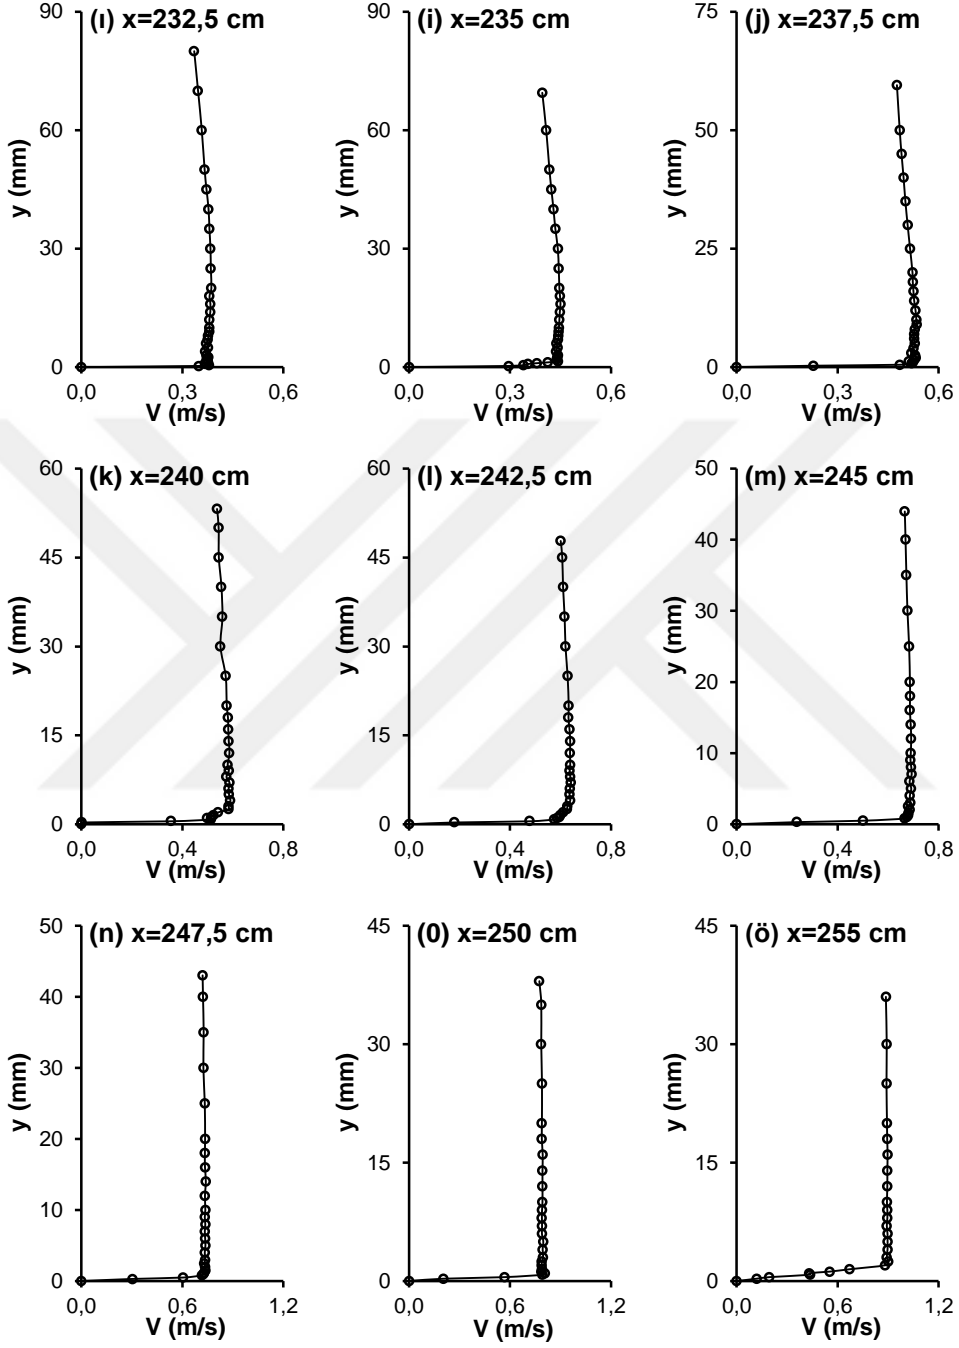 (ı) x=232,5 cm
90
60
30
0
y (mm)
0,0 0,3 0,6
V (m/s)
(i) x=235 cm
90
60
30
0
y (mm)
0,0 0,3 0,6
V (m/s)
(j) x=237,5 cm
75
50
25
0
y (mm)
0,0 0,3 0,6
V (m/s)
(k) x=240 cm
60
45
30
15
0
y (mm)
0,0 0,4 0,8
V (m/s)
(l) x=242,5 cm
60
45
30
15
0
y (mm)
0,0 0,4 0,8
V (m/s)
(m) x=245 cm
50
40
30
20
10
0
y (mm)
0,0 0,4 0,8
V (m/s)
(n) x=247,5 cm
50
40
30
20
10
0
y (mm)
0,0 0,6 1,2
V (m/s)
(0) x=250 cm
45
30
15
0
y (mm)
0,0 0,6 1,2
V (m/s)
(ö) x=255 cm
45
30
15
0
y (mm)
0,0 0,6 1,2
V (m/s)